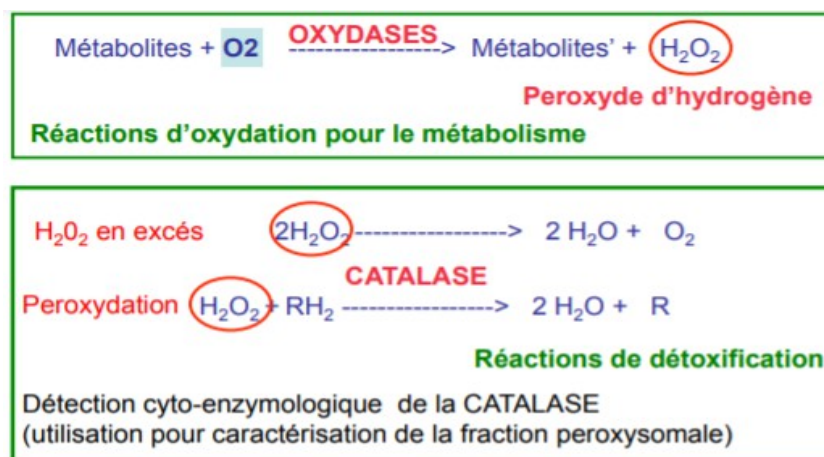 OXYDASES
Métabolites + O2 ----------------> Métabolites' + H₂O₂
Peroxyde d'hydrogène
Réactions d'oxydation pour le métabolisme
H₂0₂ en excés 2H₂O₂-----------------> 2 H₂O + O₂
CATALASE
Peroxydation H₂O₂+ RH₂ ----------------> 2 H₂O + R
Réactions de détoxification
Détection cyto-enzymologique de la CATALASE
(utilisation pour caractérisation de la fraction peroxysomale)